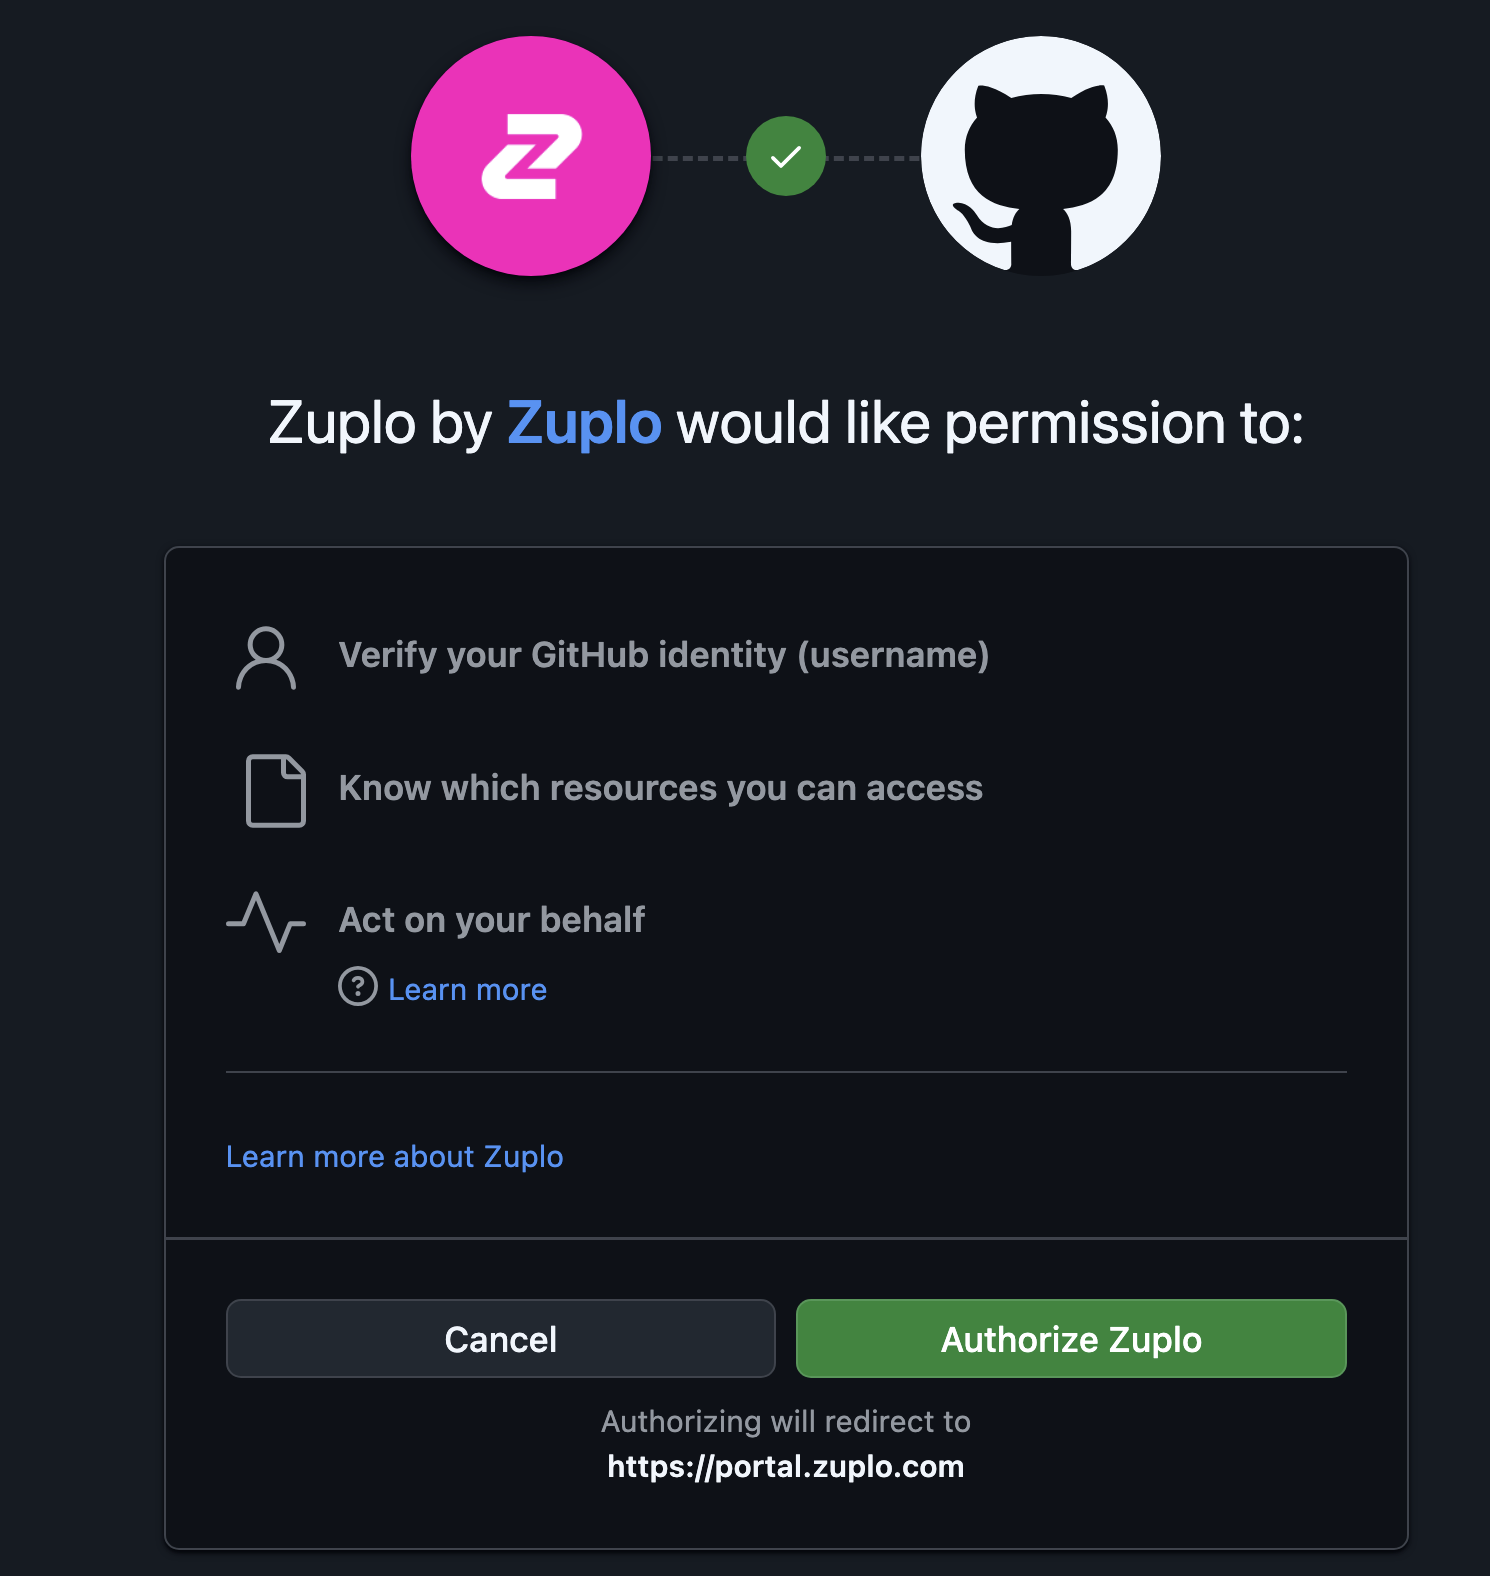 Zuplo by Zuplo would like permission to:
Verify your GitHub identity (username)
Know which resources you can access
Act on your behalf
Learn more
Learn more about Zuplo
Cancel
Authorize Zuplo
Authorizing will redirect to
https://portal.zuplo.com